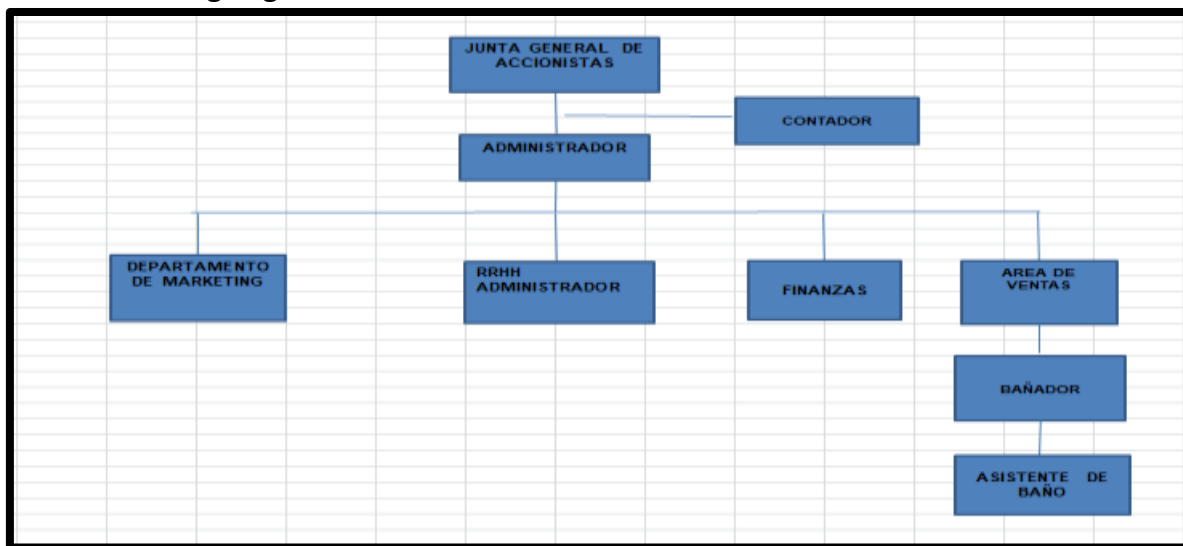 JUNTA GENERAL DE
ACCIONISTAS
CONTADOR
ADMINISTRADOR
DEPARTAMENTO
DE MARKETING
RRHH
ADMINISTRADOR
FINANZAS
AREA DE
VENTAS
BAÑADOR
ASISTENTE DE
BAÑO